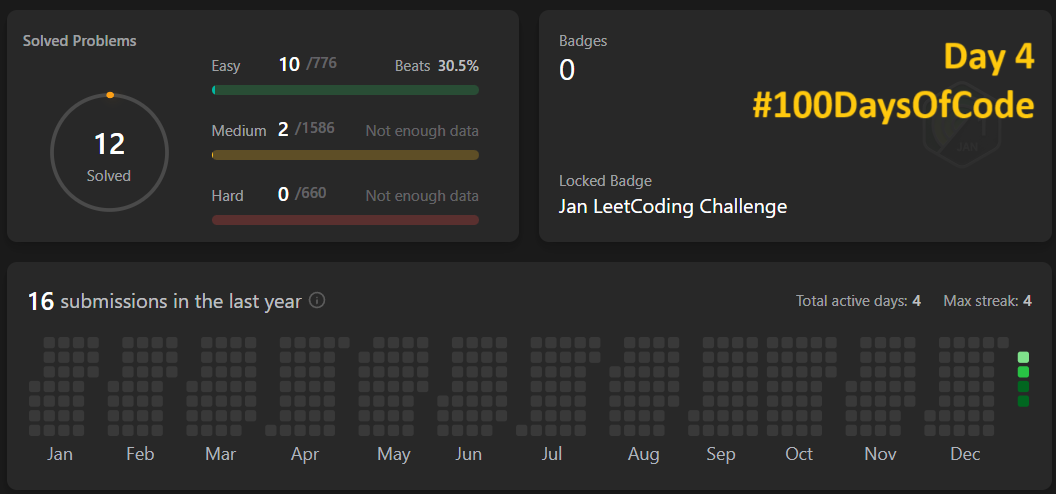 Solved Problems
12
Solved
Easy 10 /776 Beats 30.5%
Medium 2 /1586 Not enough data
Hard 0 /660 Not enough data
Badges
0
Day 4
#100DaysOfCode
JAN
Locked Badge
Jan LeetCoding Challenge
16 submissions in the last year
Total active days: 4 Max streak: 4
Jan Feb Mar Apr May Jun Jul Aug Sep Oct Nov Dec